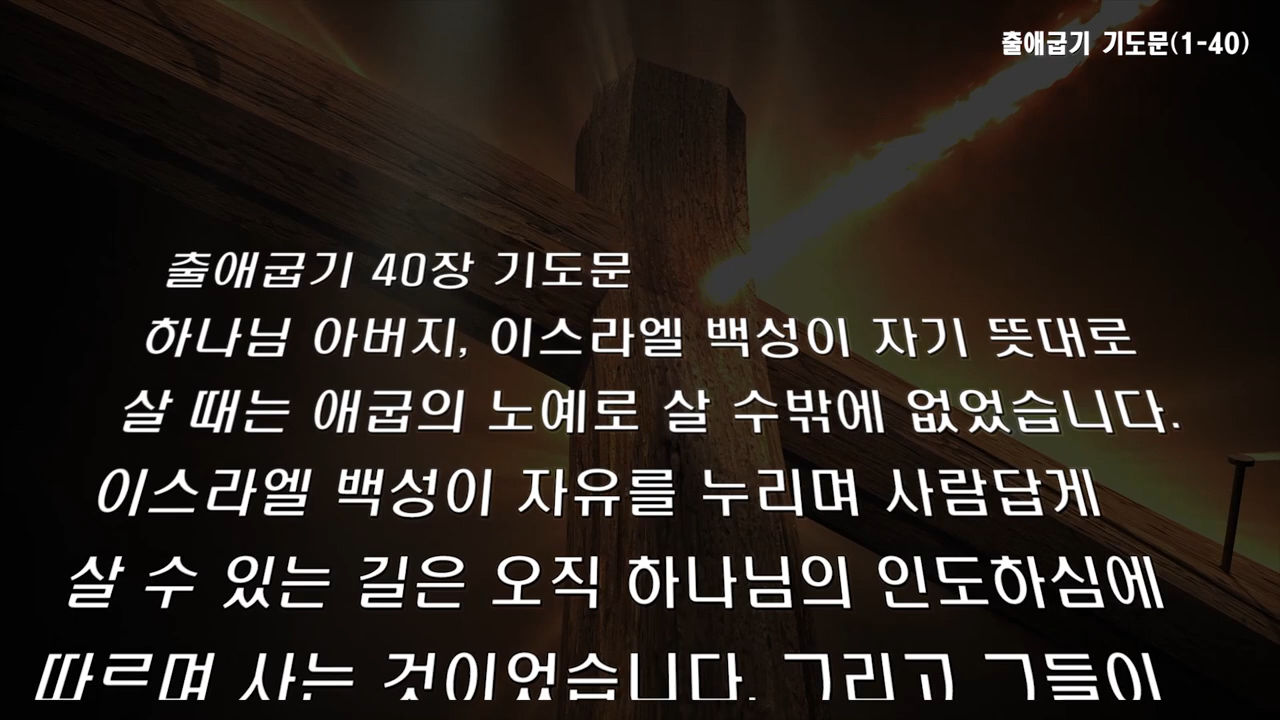 출애굽기 기도문(1-40)
출애굽기 40장 기도문
하나님 아버지, 이스라엘 백성이 자기 뜻대로
살 때는 애굽의 노예로 살 수밖에 없었습니다.
이스라엘 백성이 자유를 누리며 사람답게
살 수 있는 길은 오직 하나님의 인도하심에
따르며 사는 것이었습니다. 그리고 그들이